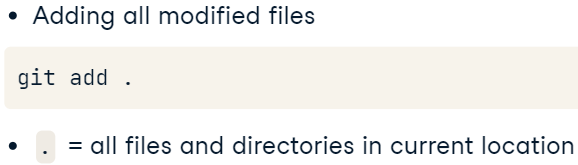 • Adding all modified files
git add .
• . = all files and directories in current location